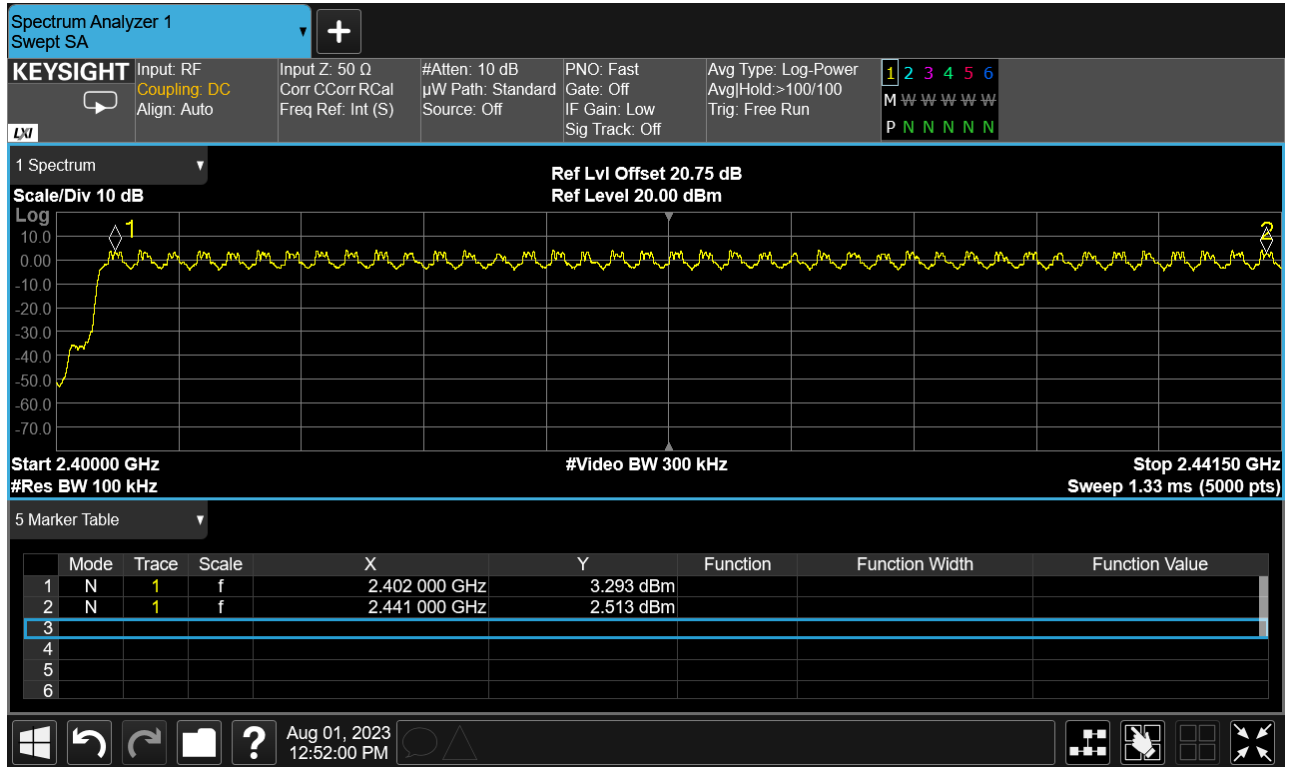 Spectrum Analyzer 1
Swept SA
+
KEYSIGHT Input: RF Input Z: 50 Ω #Atten: 10 dB PNO: Fast Avg Type: Log-Power 1 2 3 4 5 6
Coupling: DC Corr CCorr RCal µW Path: Standard Gate: Off Avg|Hold:>100/100 M W W W W W W
Align: Auto Freq Ref: Int (S) Source: Off IF Gain: Low Trig: Free Run
LXI Sig Track: Off P N N N N N N
1 Spectrum
Ref Lvl Offset 20.75 dB
Scale/Div 10 dB Ref Level 20.00 dBm
Log
1
2
10.0
0.00
-10.0
-20.0
-30.0
-40.0
-50.0
-60.0
-70.0
Start 2.40000 GHz #Video BW 300 kHz Stop 2.44150 GHz
#Res BW 100 kHz Sweep 1.33 ms (5000 pts)
5 Marker Table
Mode Trace Scale X Y Function Function Width Function Value
1 N 1 f 2.402 000 GHz 3.293 dBm
2 N 1 f 2.441 000 GHz 2.513 dBm
3
4
5
6
? Aug 01, 2023
12:52:00 PM